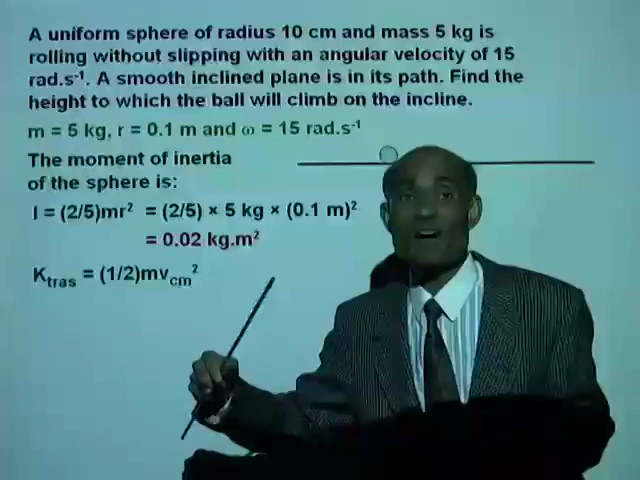 A uniform sphere of radius 10 cm and mass 5 kg is
rolling without slipping with an angular velocity of 15
rad.s⁻¹. A smooth inclined plane is in its path. Find the
height to which the ball will climb on the incline.
m = 5 kg, r = 0.1 m and ω = 15 rad.s⁻¹
The moment of inertia
of the sphere is:
I = (2/5)mr² = (2/5) × 5 kg × (0.1 m)²
= 0.02 kg.m²
Kₜᵣₐₛ = (1/2)mv_cm²